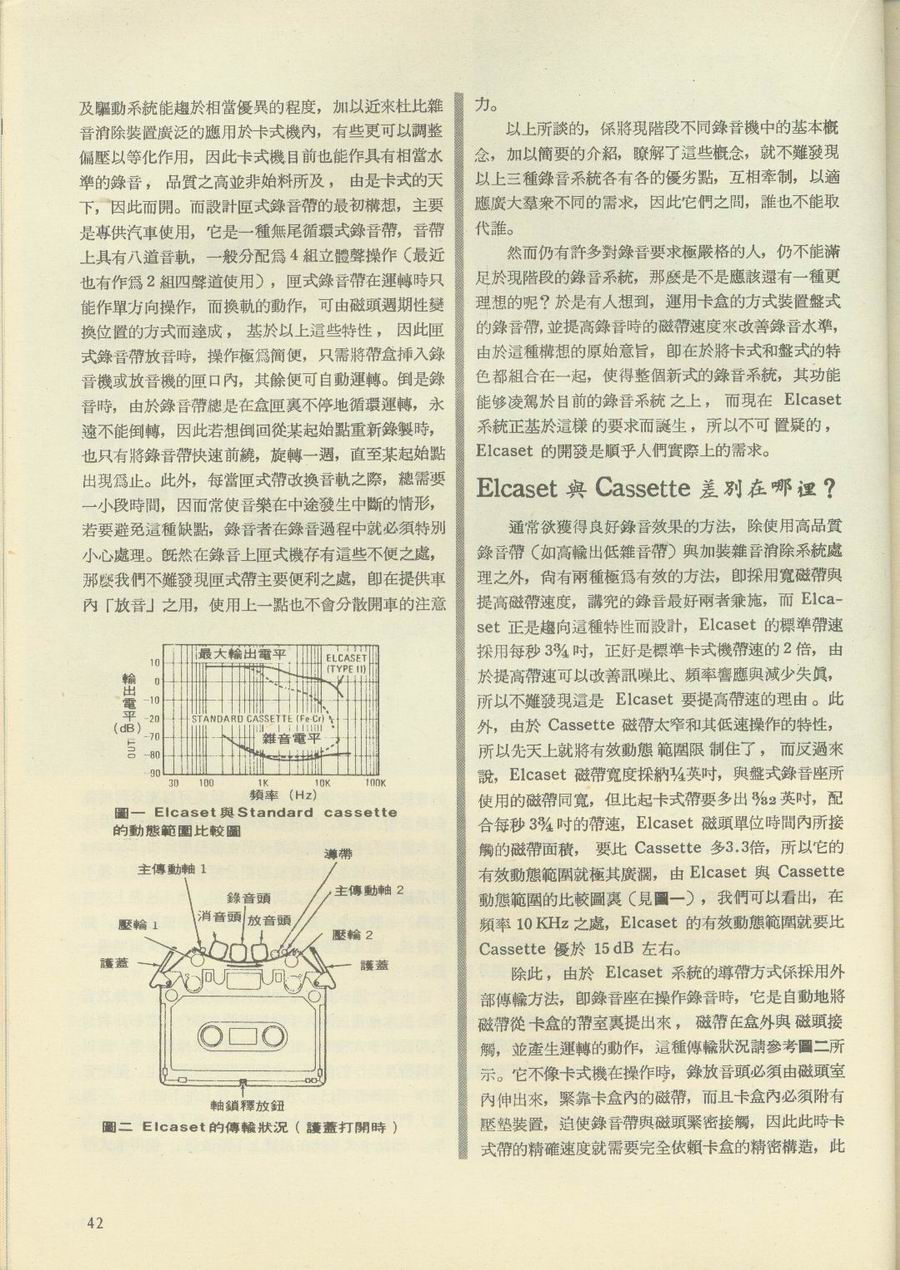 及驅動系統能趨於相當優異的程度，加以近來杜比雜
音消除裝置廣泛的應用於卡式機內，有些更可以調整
偏壓以等化作用，因此卡式機目前也能作具有相當水
準的錄音，品質之高並非始料所及，由是卡式的天
下，因此而開。而設計匣式錄音帶的最初構想，主要
是專供汽車使用，它是一種無尾循環式錄音帶，音帶
上具有八道音軌，一般分配爲 4 組立體聲操作（最近
也有作爲 2 組四聲道使用），匣式錄音帶在運轉時只
能作單方向操作，而換軌的動作，可由磁頭週期性變
換位置的方式而達成，基於以上這些特性，因此匣
式錄音帶放音時，操作極爲簡便，只需將帶盒揷入錄
音機或放音機的匣口內，其餘便可自動運轉。倒是錄
音時，由於錄音帶總是在盒匣裏不停地循環運轉，永
遠不能倒轉，因此若想倒回從某起始點重新錄製時，
也只有將錄音帶快速前繞，旋轉一週，直至某起始點
出現爲止。此外，每當匣式帶改換音軌之際，總需要
一小段時間，因而常使音樂在中途發生中斷的情形，
若要避免這種缺點，錄音者在錄音過程中就必須特別
小心處理。旣然在錄音上匣式機存有這些不便之處，
那麼我們不難發現匣式帶主要便利之處，卽在提供車
內「放音」之用，使用上一點也不會分散開車的注意
最大輸出電平
ELCASET
(TYPE II)
輸出電平
(dB)
OUT
10
0
-10
-20
-70
-80
-90
STANDARD CASSETTE (Fe-Cr)
雜音電平
30 100 1K 10K 100K
頻率 (Hz)
圖一 Elcaset與Standard cassette
的動態範圍比較圖
導帶
主傳動軸 1
主傳動軸 2
錄音頭
消音頭
放音頭
壓輪 1
壓輪 2
護蓋
護蓋
軸鎖釋放鈕
圖二 Elcaset的傳輸狀況（護蓋打開時）
力。
以上所談的，係將現階段不同錄音機中的基本概
念，加以簡要的介紹，瞭解了這些概念，就不難發現
以上三種錄音系統各有各的優劣點，互相牽制，以適
應廣大羣衆不同的需求，因此它們之間，誰也不能取
代誰。
然而仍有許多對錄音要求極嚴格的人，仍不能滿
足於現階段的錄音系統，那麼是不是應該還有一種更
理想的呢？於是有人想到，運用卡盒的方式裝置盤式
的錄音帶，並提高錄音時的磁帶速度來改善錄音水準，
由於這種構想的原始意旨，卽在於將卡式和盤式的特
色都組合在一起，使得整個新式的錄音系統，其功能
能够凌駕於目前的錄音系統之上，而現在 Elcaset
系統正基於這樣的要求而誕生，所以不可置疑的，
Elcaset 的開發是順乎人們實際上的需求。
Elcaset 與 Cassette 差別在哪裡？
通常欲獲得良好錄音效果的方法，除使用高品質
錄音帶（如高輸出低雜音帶）與加裝雜音消除系統處
理之外，尙有兩種極爲有效的方法，卽採用寬磁帶與
提高磁帶速度，講究的錄音最好兩者兼施，而 Elca-
set 正是趨向這種特性而設計，Elcaset 的標準帶速
採用每秒 3¾ 吋，正好是標準卡式機帶速的 2 倍，由
於提高帶速可以改善訊噪比、頻率響應與減少失眞，
所以不難發現這是 Elcaset 要提高帶速的理由。此
外，由於 Cassette 磁帶太窄和其低速操作的特性，
所以先天上就將有效動態範圍限制住了，而反過來
說，Elcaset 磁帶寬度採納¼英吋，與盤式錄音座所
使用的磁帶同寬，但比起卡式帶要多出 3/32 英吋，配
合每秒 3¾ 吋的帶速，Elcaset 磁頭單位時間內所接
觸的磁帶面積，要比 Cassette 多3.3倍，所以它的
有效動態範圍就極其廣濶，由 Elcaset 與 Cassette
動態範圍的比較圖裏（見圖一），我們可以看出，在
頻率 10 KHz 之處，Elcaset 的有效動態範圍就要比
Cassette 優於 15 dB 左右。
除此，由於 Elcaset 系統的導帶方式係採用外
部傳輸方法，卽錄音座在操作錄音時，它是自動地將
磁帶從卡盒的帶室裏提出來，磁帶在盒外與磁頭接
觸，並產生運轉的動作，這種傳輸狀況請參考圖二所
示。它不像卡式機在操作時，錄放音頭必須由磁頭室
內伸出來，緊靠卡盒內的磁帶，而且卡盒內必須附有
壓墊裝置，迫使錄音帶與磁頭緊密接觸，因此此時卡
式帶的精確速度就需要完全依賴卡盒的精密構造，此
42